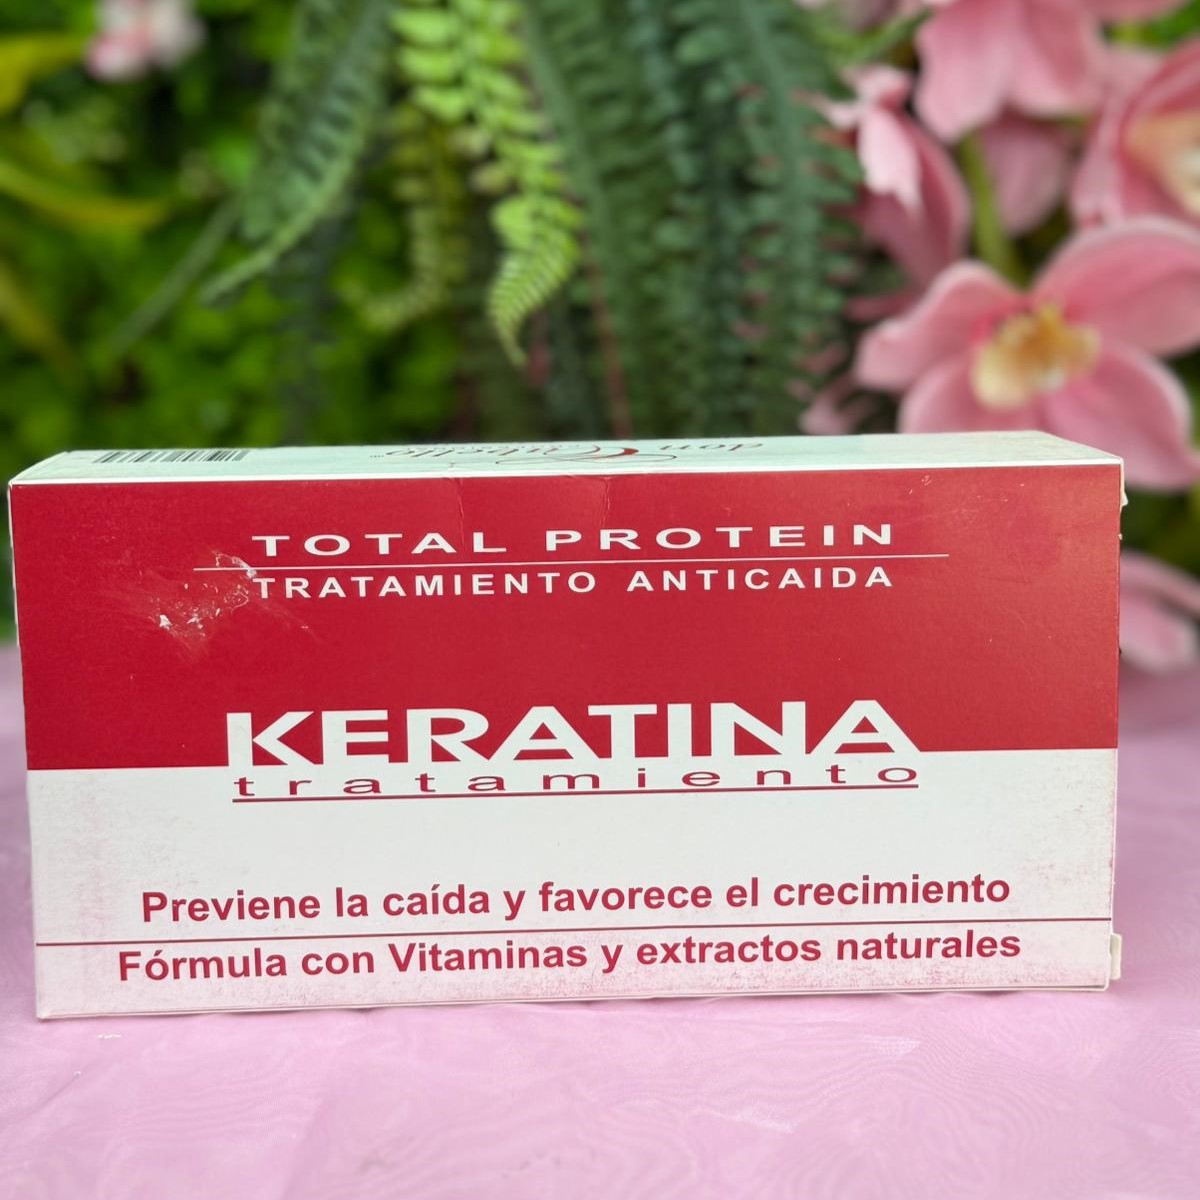 TOTAL PROTEIN
TRATAMIENTO ANTICAIDA
KERATINA
tratamiento
Previene la caída y favorece el crecimiento
Fórmula con Vitaminas y extractos naturales